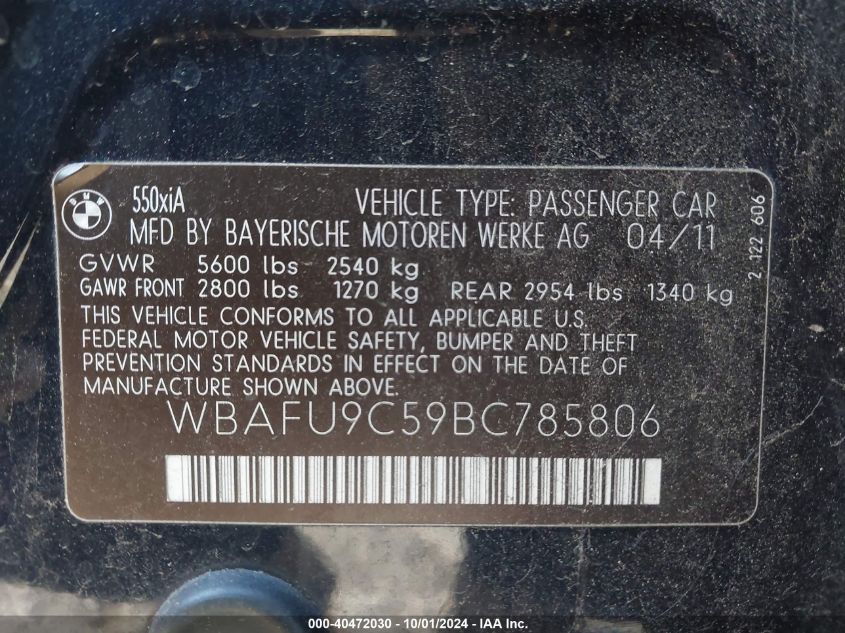 BMW
550xiA VEHICLE TYPE: PASSENGER CAR
MFD BY BAYERISCHE MOTOREN WERKE AG 04/11
GVWR 5600 lbs 2540 kg
GAWR FRONT 2800 lbs 1270 kg REAR 2954 lbs 1340 kg
THIS VEHICLE CONFORMS TO ALL APPLICABLE U.S.
FEDERAL MOTOR VEHICLE SAFETY, BUMPER AND THEFT
PREVENTION STANDARDS IN EFFECT ON THE DATE OF
MANUFACTURE SHOWN ABOVE.
WBAFU9C59BC785806
2 122 606
000-40472030 - 10/01/2024 - IAA Inc.